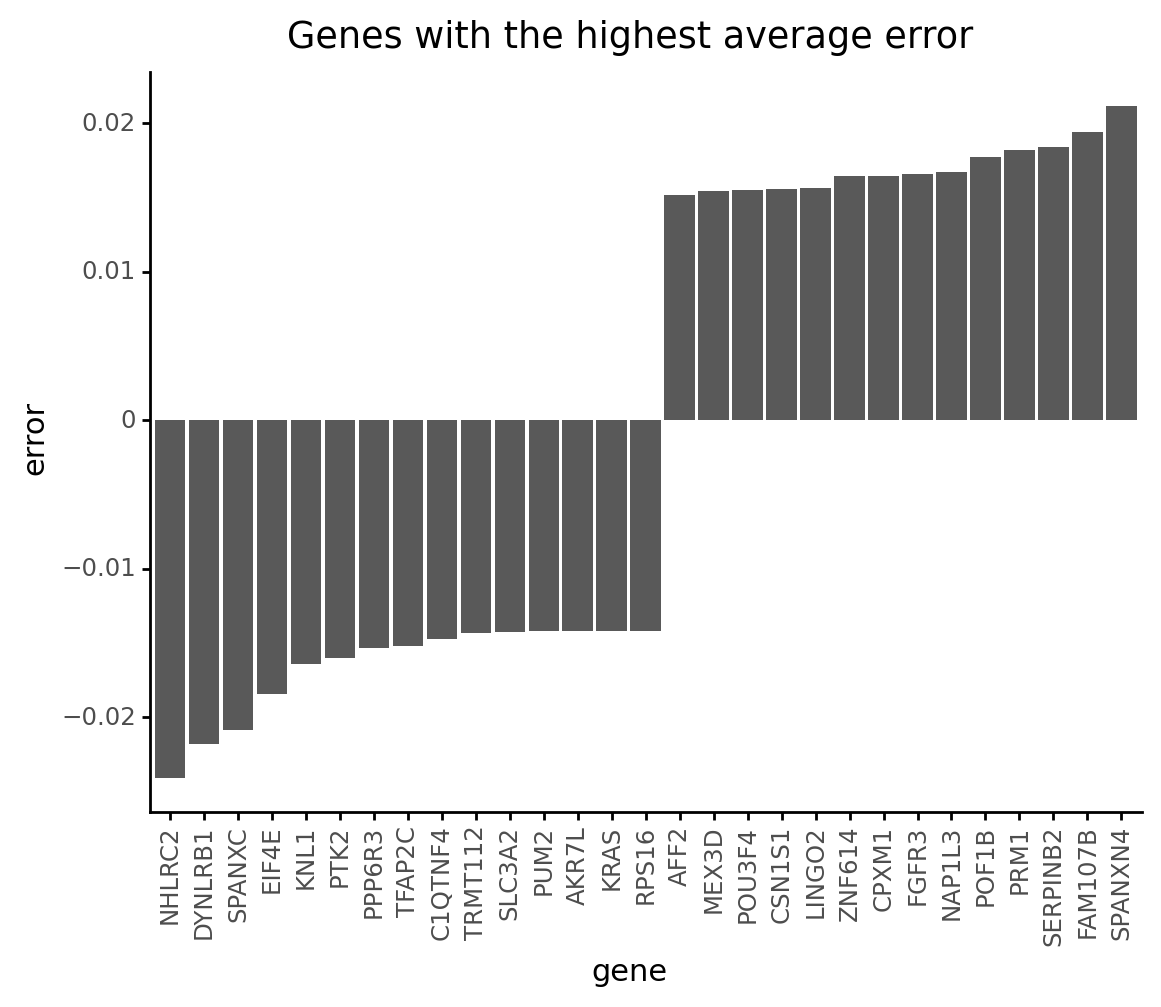 Genes with the highest average error
0.02
0.01
0
−0.01
−0.02
error
NHLRC2
DYNLRB1
SPANXC
EIF4E
KNL1
PTK2
PPP6R3
TFAP2C
C1QTNF4
TRMT112
SLC3A2
PUM2
AKR7L
KRAS
RPS16
AFF2
MEX3D
POU3F4
CSN1S1
LINGO2
ZNF614
CPXM1
FGFR3
NAP1L3
POF1B
PRM1
SERPINB2
FAM107B
SPANXN4
gene